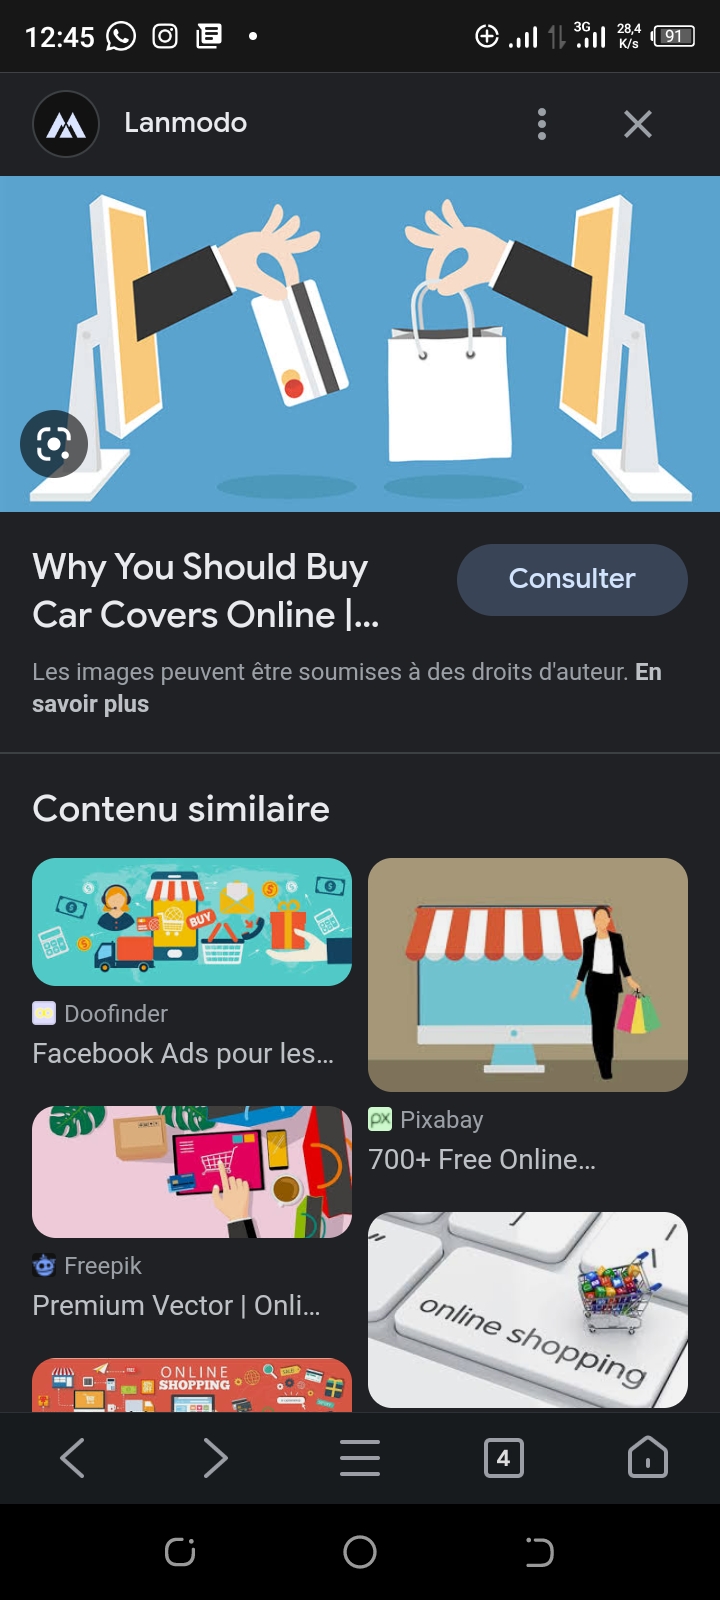 12:45
3G
28,4
K/s
91
Lanmodo
Why You Should Buy
Car Covers Online |...
Consulter
Les images peuvent être soumises à des droits d'auteur. En
savoir plus
Contenu similaire
BUY
Doofinder
Facebook Ads pour les...
px
Pixabay
700+ Free Online...
Freepik
Premium Vector | Onli...
online shopping
ONLINE
SHOPPING
4